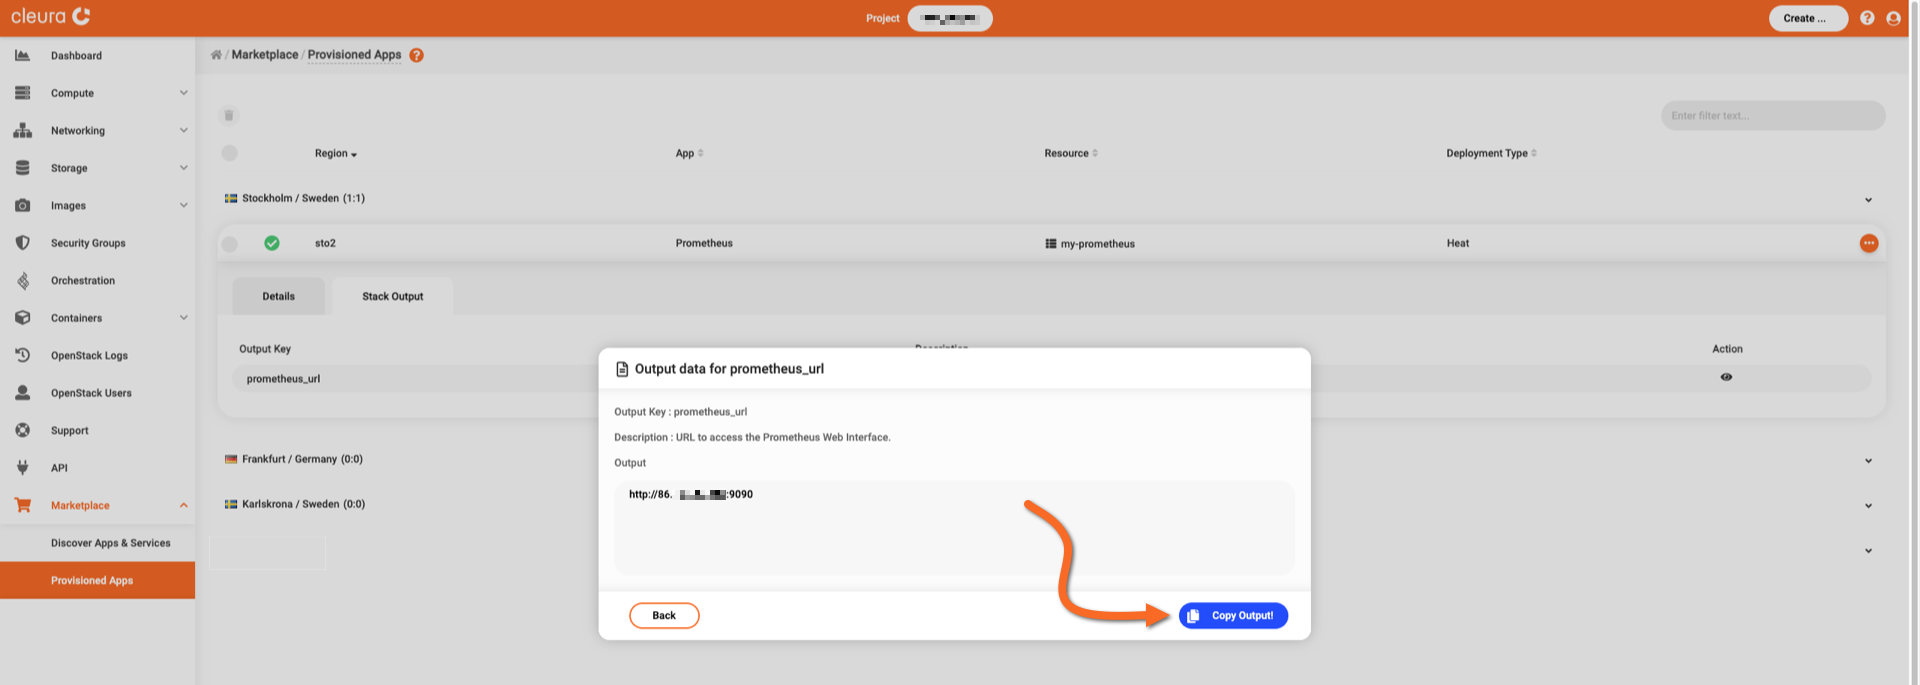 cleura
Project
Create ...
Dashboard
Compute
Networking
Storage
Images
Security Groups
Orchestration
Containers
OpenStack Logs
OpenStack Users
Support
API
Marketplace
Discover Apps & Services
Provisioned Apps
/ Marketplace / Provisioned Apps ?
Enter filter text...
Region App Resource Deployment Type
Stockholm / Sweden (1:1)
sto2 Prometheus my-prometheus Heat
Details Stack Output
Output Key Description Action
prometheus_url
Frankfurt / Germany (0:0)
Karlskrona / Sweden (0:0)
Output data for prometheus_url
Output Key : prometheus_url
Description : URL to access the Prometheus Web Interface.
Output
http://86. :9090
Back Copy Output!